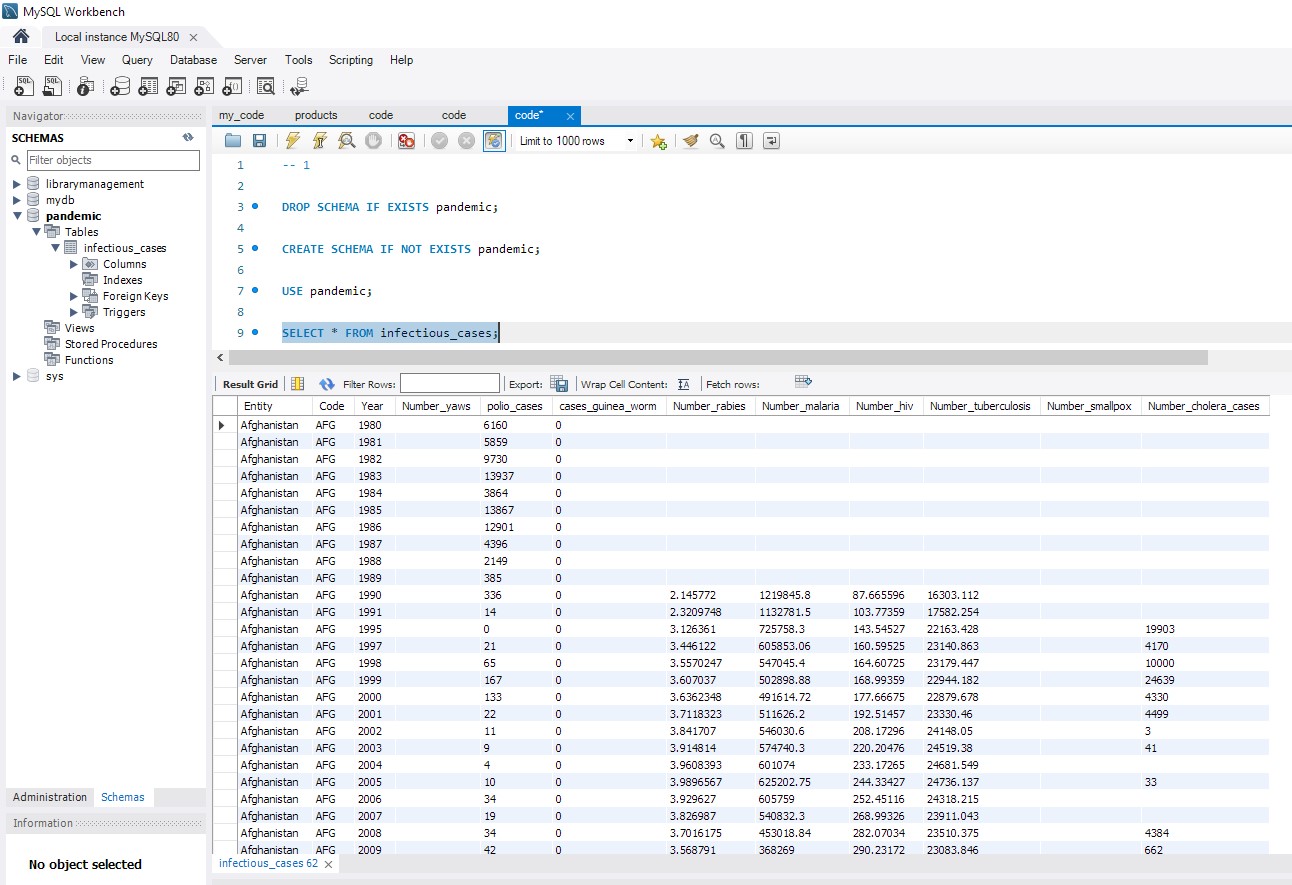 MySQL Workbench
Local instance MySQL80
File Edit View Query Database Server Tools Scripting Help
Navigator
SCHEMAS
Filter objects
librarymanagement
mydb
pandemic
Tables
infectious_cases
Columns
Indexes
Foreign Keys
Triggers
Views
Stored Procedures
Functions
sys
Administration Schemas
Information
No object selected
my_code products code code code*
Limit to 1000 rows
1 -- 1
2
3 DROP SCHEMA IF EXISTS pandemic;
4
5 CREATE SCHEMA IF NOT EXISTS pandemic;
6
7 USE pandemic;
8
9 SELECT * FROM infectious_cases;
Result Grid Filter Rows: Export: Wrap Cell Content: Fetch rows:
Entity Code Year Number_yaws polio_cases cases_guinea_worm Number_rabies Number_malaria Number_hiv Number_tuberculosis Number_smallpox Number_cholera_cases
Afghanistan AFG 1980 6160 0
Afghanistan AFG 1981 5859 0
Afghanistan AFG 1982 9730 0
Afghanistan AFG 1983 13937 0
Afghanistan AFG 1984 3864 0
Afghanistan AFG 1985 13867 0
Afghanistan AFG 1986 12901 0
Afghanistan AFG 1987 4396 0
Afghanistan AFG 1988 2149 0
Afghanistan AFG 1989 385 0
Afghanistan AFG 1990 336 0 2.145772 1219845.8 87.665596 16303.112
Afghanistan AFG 1991 14 0 2.3209748 1132781.5 103.77359 17582.254
Afghanistan AFG 1995 0 0 3.126361 725758.3 143.54527 22163.428 19903
Afghanistan AFG 1997 21 0 3.446122 605853.06 160.59525 23140.863 4170
Afghanistan AFG 1998 65 0 3.5570247 547045.4 164.60725 23179.447 10000
Afghanistan AFG 1999 167 0 3.607037 502898.88 168.99359 22944.182 24639
Afghanistan AFG 2000 133 0 3.6362348 491614.72 177.66675 22879.678 4330
Afghanistan AFG 2001 22 0 3.7118323 511626.2 192.51457 23330.46 4499
Afghanistan AFG 2002 11 0 3.841707 546030.6 208.17296 24148.05 3
Afghanistan AFG 2003 9 0 3.914814 574740.3 220.20476 24519.38 41
Afghanistan AFG 2004 4 0 3.9608393 601074 233.17265 24681.549
Afghanistan AFG 2005 10 0 3.9896567 625202.75 244.33427 24736.137 33
Afghanistan AFG 2006 34 0 3.929627 605759 252.45116 24318.215
Afghanistan AFG 2007 19 0 3.826987 540832.3 268.99326 23911.043
Afghanistan AFG 2008 34 0 3.7016175 453018.84 282.07034 23510.375 4384
Afghanistan AFG 2009 42 0 3.568791 368269 290.23172 23083.846 662
infectious_cases 62